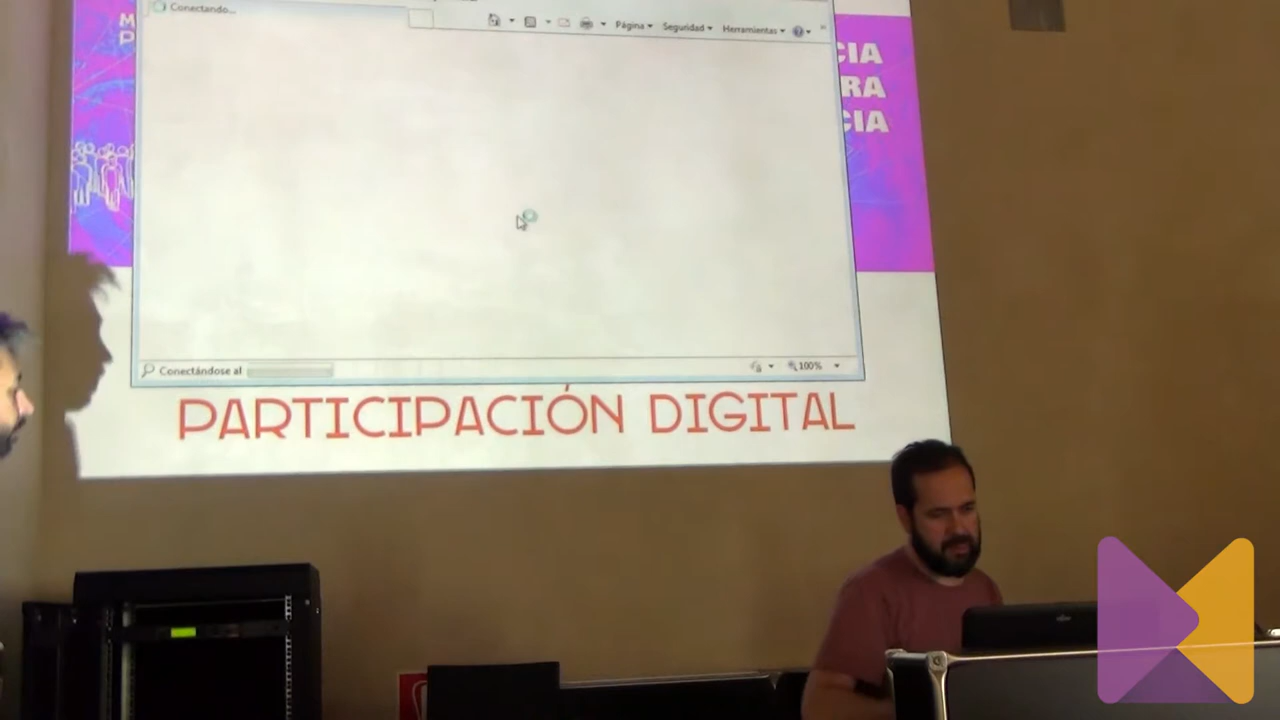 Conectando...
Página
Seguridad
Herramientas
M
P
CIA
RA
CIA
Conectándose al
100%
PARTICIPACIÓN DIGITAL